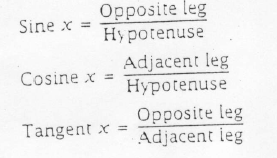 Sine x = Opposite leg / Hypotenuse
Cosine x = Adjacent leg / Hypotenuse
Tangent x = Opposite leg / Adjacent leg